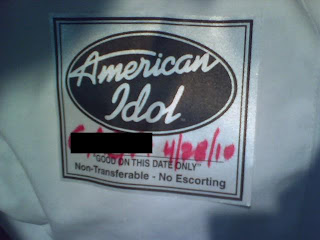 American
Idol
4/28/10
GOOD ON THIS DATE ONLY
Non-Transferable - No Escorting